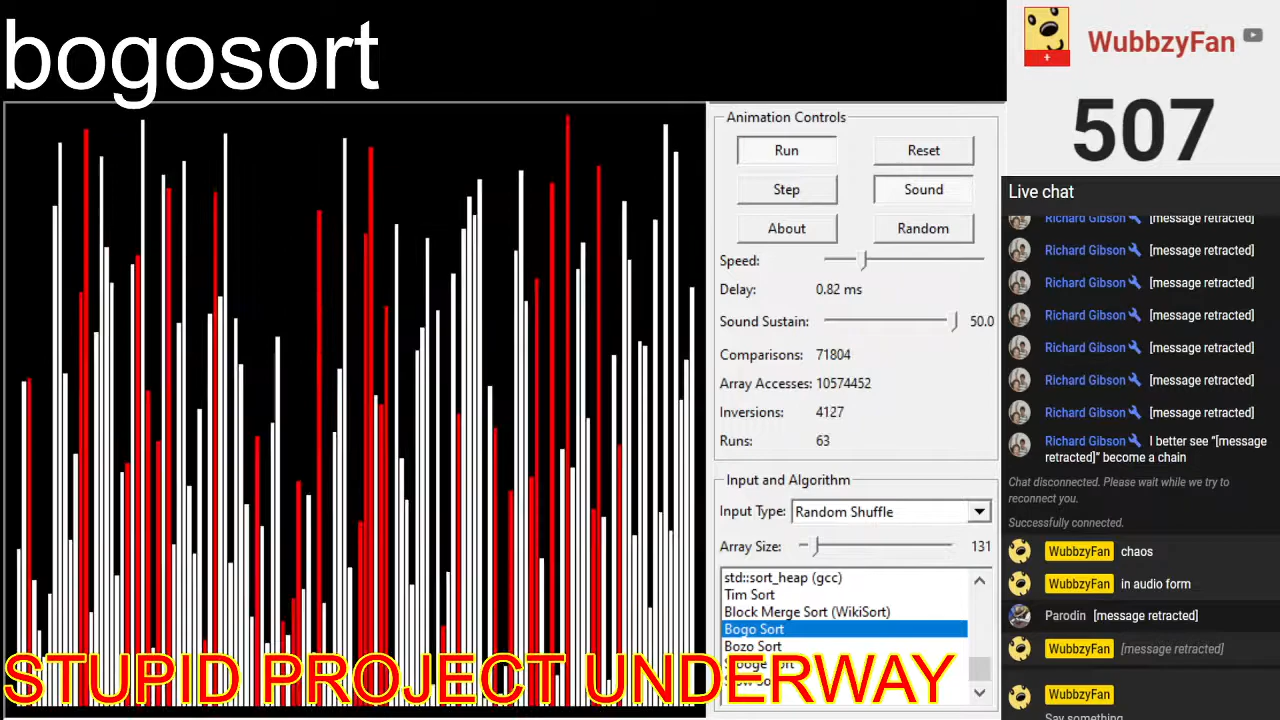 bogosort
WubbzyFan
507
Animation Controls
Run
Reset
Step
Sound
About
Random
Speed:
Delay: 0.82 ms
Sound Sustain: 50.0
Comparisons: 71804
Array Accesses: 10574452
Inversions: 4127
Runs: 63
Input and Algorithm
Input Type: Random Shuffle
Array Size: 131
std::sort_heap (gcc)
Tim Sort
Block Merge Sort (WikiSort)
Bogo Sort
Bozo Sort
STUPID PROJECT UNDERWAY
Live chat
Richard Gibson [message retracted]
Richard Gibson [message retracted]
Richard Gibson [message retracted]
Richard Gibson [message retracted]
Richard Gibson [message retracted]
Richard Gibson [message retracted]
Richard Gibson [message retracted]
Richard Gibson I better see “[message
retracted]” become a chain
Chat disconnected. Please wait while we try to
reconnect you.
Successfully connected.
WubbzyFan chaos
WubbzyFan in audio form
Parodin [message retracted]
WubbzyFan [message retracted]
WubbzyFan
Say something